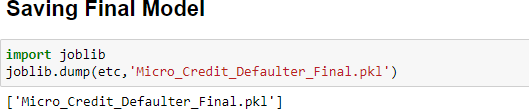 Saving Final Model
import joblib
joblib.dump(etc,'Micro_Credit_Defaulter_Final.pkl')
['Micro_Credit_Defaulter_Final.pkl']